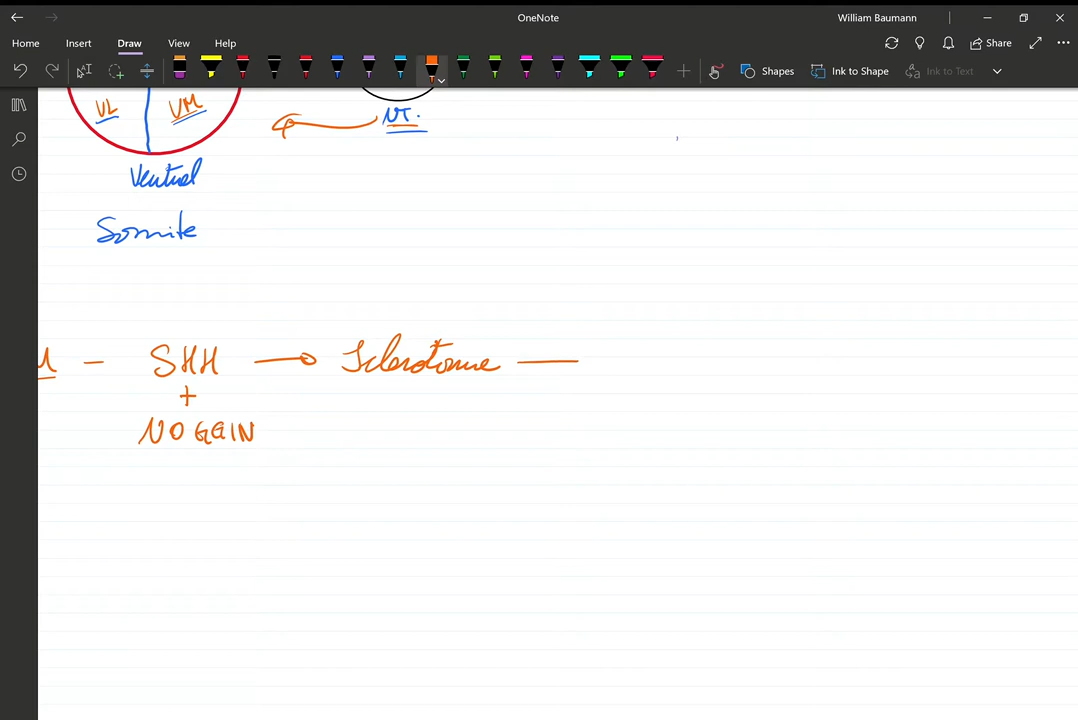 OneNote
William Baumann
Home Insert Draw View Help
Share
Shapes
Ink to Shape
Ink to Text
VL VM
NT.
Ventral
Somite
M — SHH → Sclerotome —
+
NOGGIN